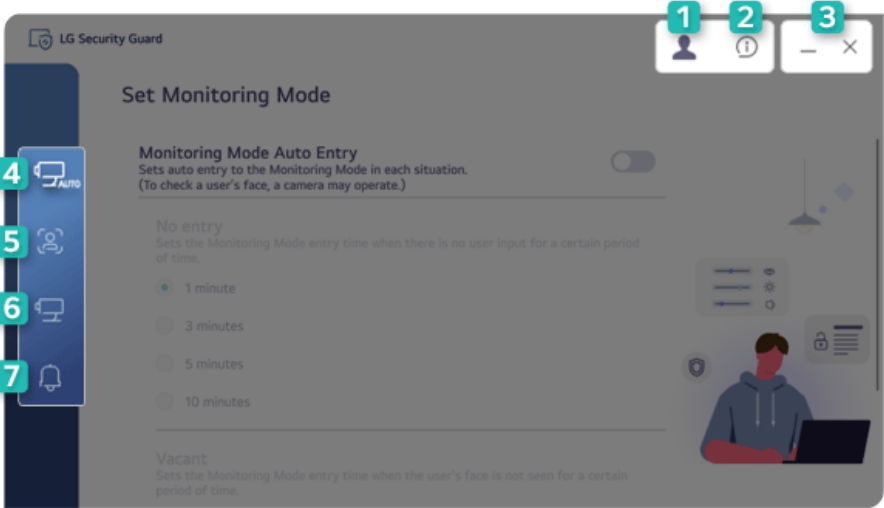 1 2 3
LG Security Guard
Set Monitoring Mode
4 AUTO
Monitoring Mode Auto Entry
Sets auto entry to the Monitoring Mode in each situation.
(To check a user's face, a camera may operate.)
5
No entry
Sets the Monitoring Mode entry time when there is no user input for a certain period
of time.
1 minute
6
3 minutes
5 minutes
7
10 minutes
Vacant
Sets the Monitoring Mode entry time when the user's face is not seen for a certain
period of time.